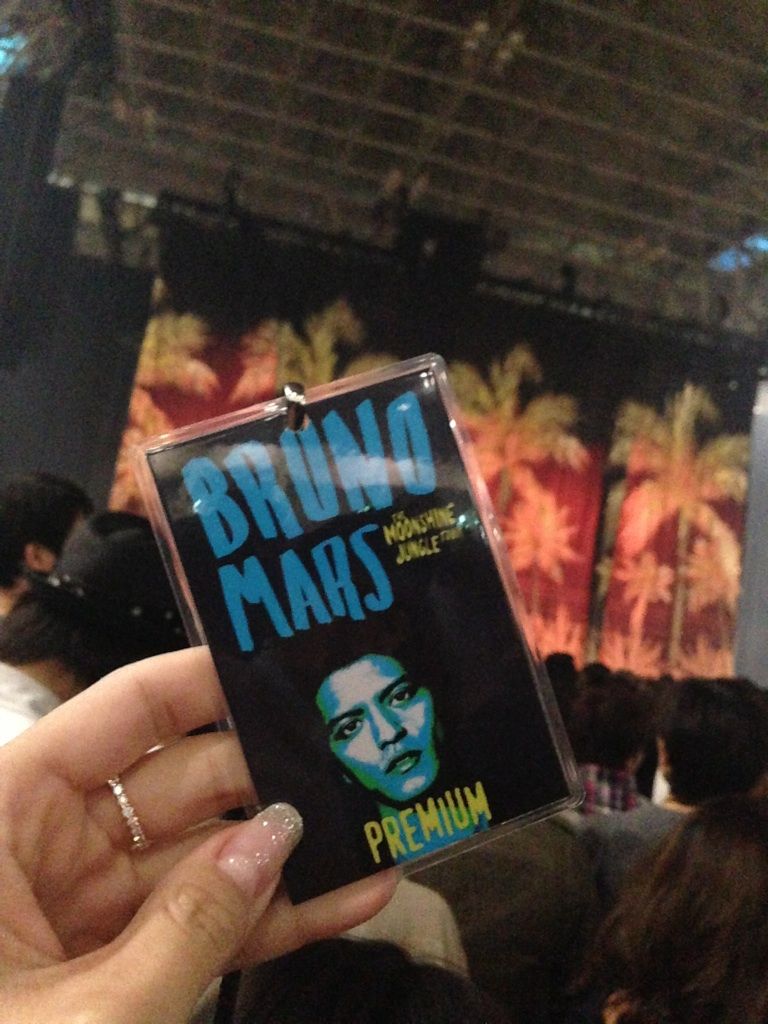 BRUNO
MARS
THE
MOONSHINE
JUNGLE TOUR
PREMIUM